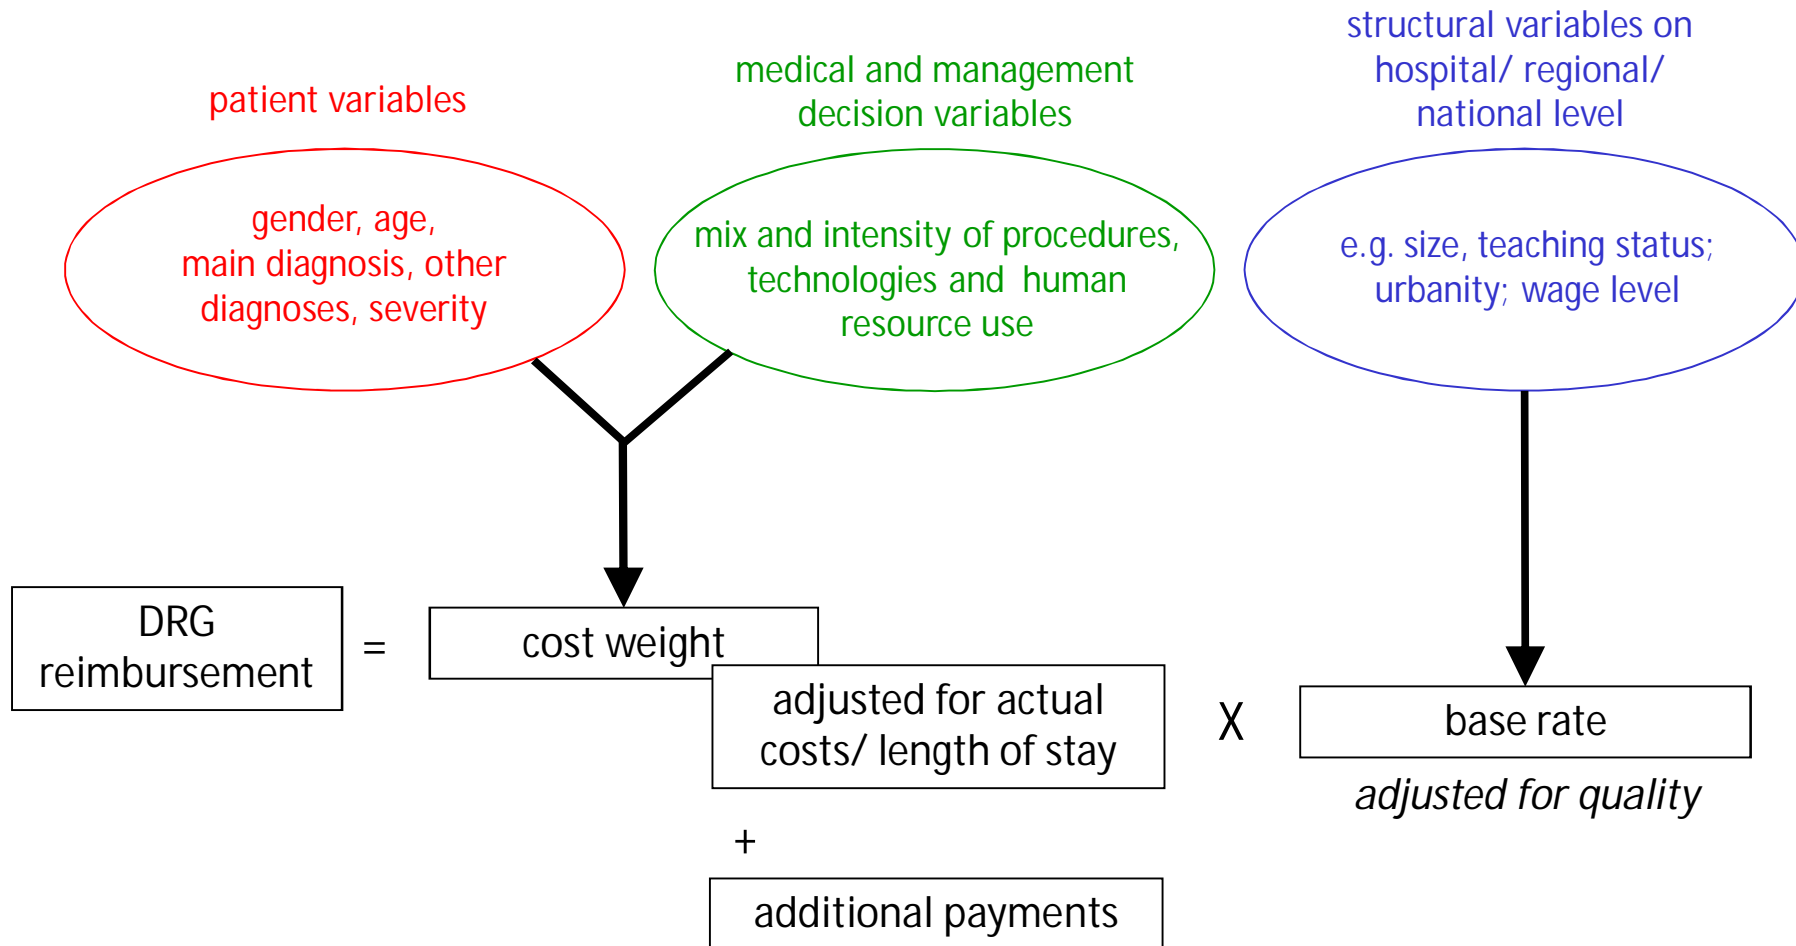 patient variables
medical and management
decision variables
structural variables on
hospital/ regional/
national level
gender, age,
main diagnosis, other
diagnoses, severity
mix and intensity of procedures,
technologies and human
resource use
e.g. size, teaching status;
urbanity; wage level
DRG
reimbursement
=
cost weight
adjusted for actual
costs/ length of stay
X
base rate
adjusted for quality
+
additional payments